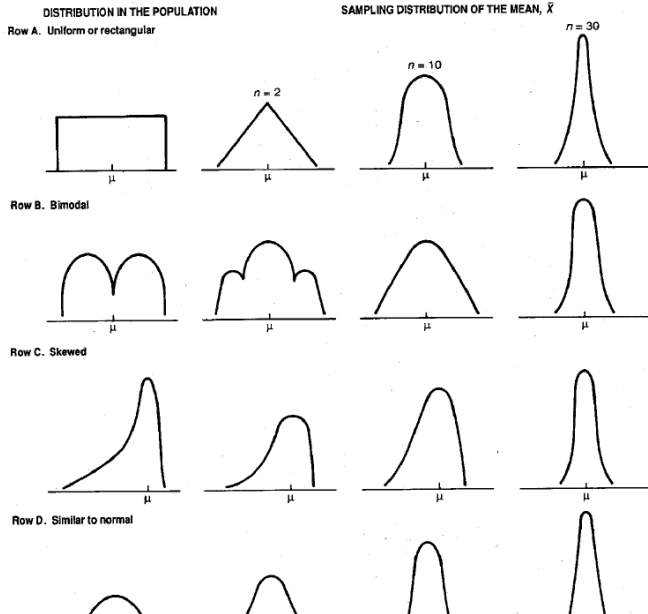 DISTRIBUTION IN THE POPULATION
SAMPLING DISTRIBUTION OF THE MEAN, X̄
Row A. Uniform or rectangular
n = 2
n = 10
n = 30
μ
μ
μ
μ
Row B. Bimodal
μ
μ
μ
μ
Row C. Skewed
μ
μ
μ
μ
Row D. Similar to normal